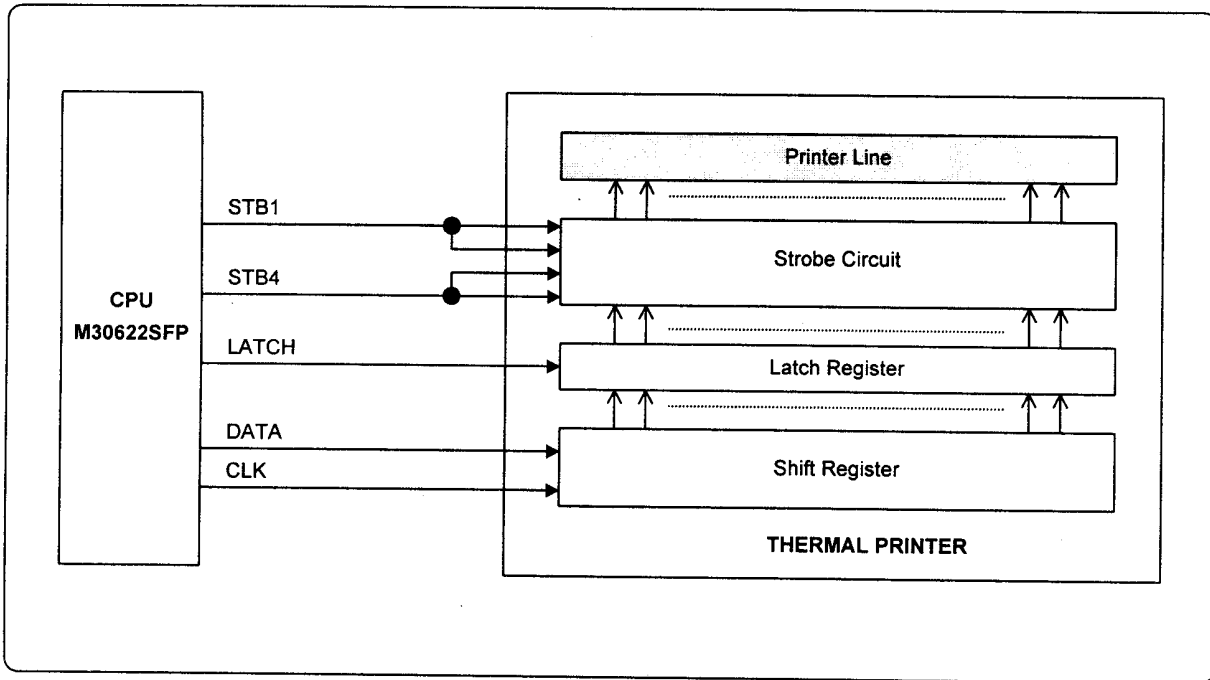 Printer Line
STB1
Strobe Circuit
STB4
CPU
M30622SFP
LATCH
Latch Register
DATA
CLK
Shift Register
THERMAL PRINTER